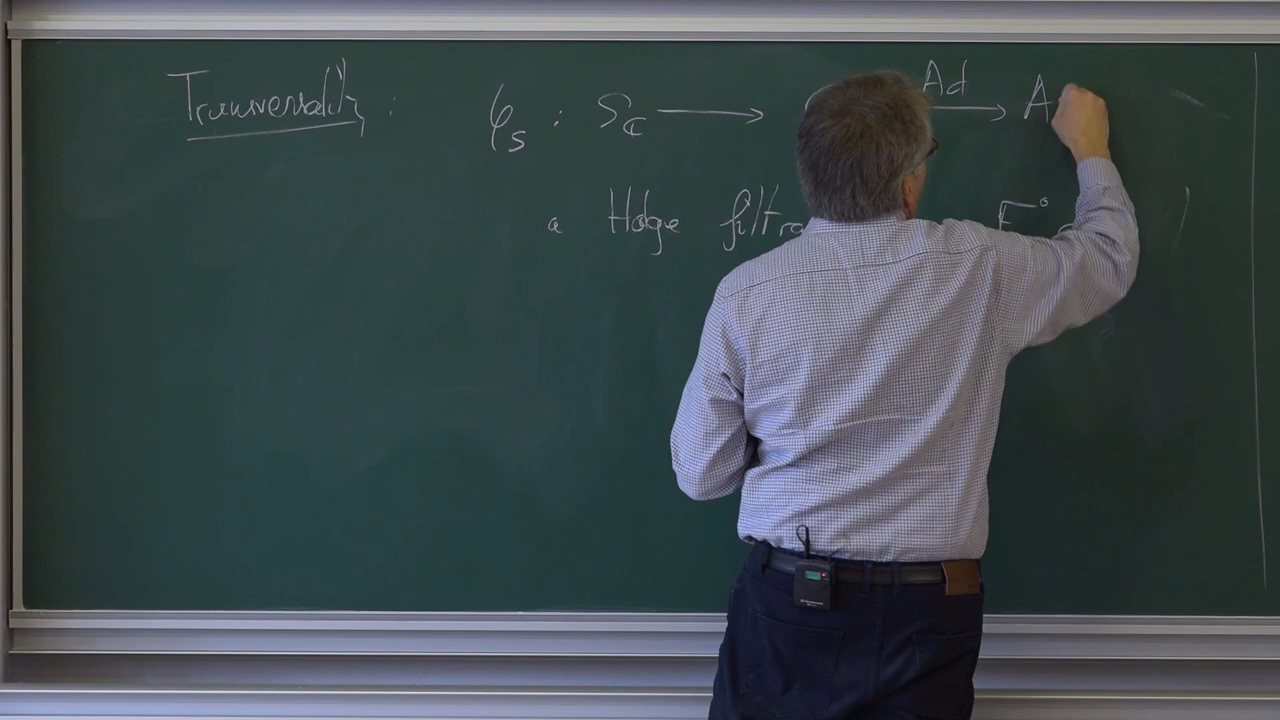 Transversality : φ_S : S_ℂ ⟶ Ad ⟶ A
a Hodge filtra F°